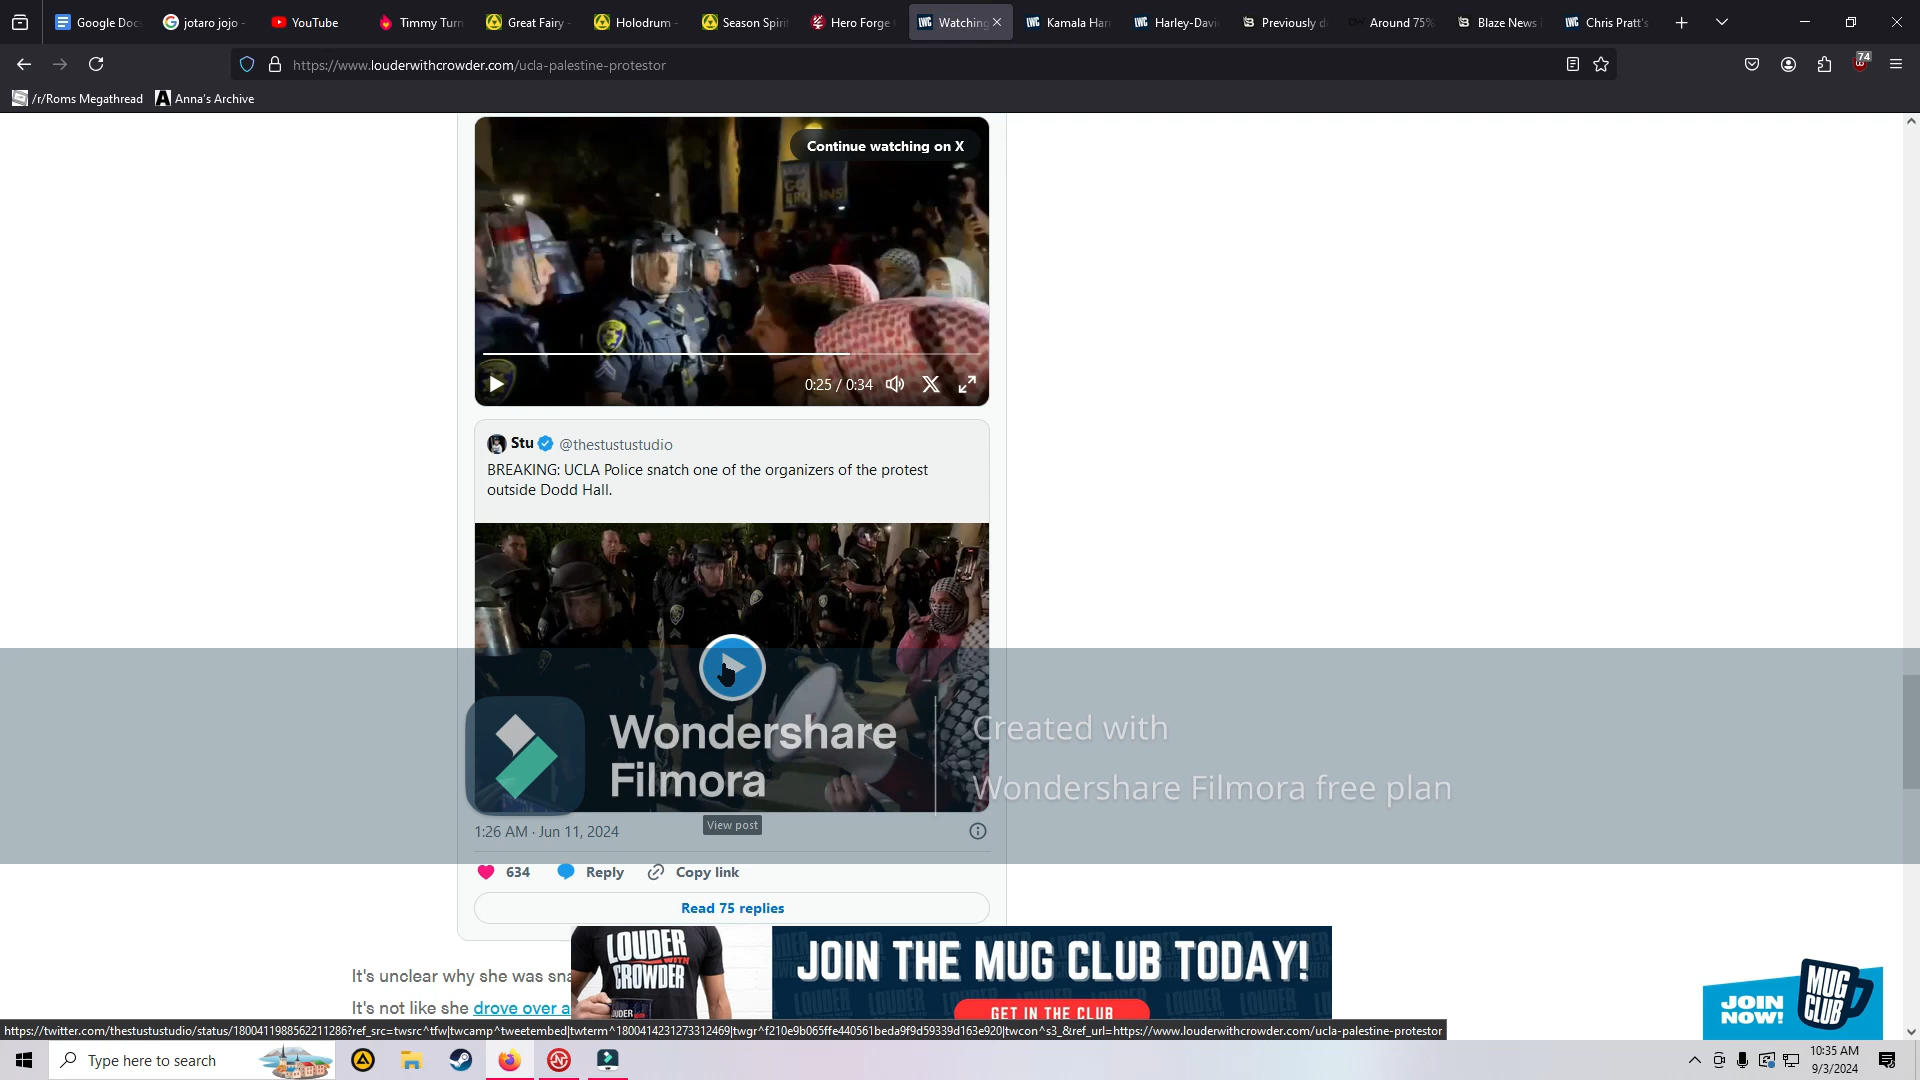 Google Doc
jotaro jojo -
YouTube
Timmy Turn
Great Fairy -
Holodrum -
Season Spiri
Hero Forge
Watching
Kamala Har
Harley-Davi
Previously d
Around 75%
Blaze News
Chris Pratt's
https://www.louderwithcrowder.com/ucla-palestine-protestor
74
/r/Roms Megathread
Anna's Archive
Continue watching on X
0:25 / 0:34
Stu @thestustustudio
BREAKING: UCLA Police snatch one of the organizers of the protest
outside Dodd Hall.
Wondershare
Filmora
Created with
Wondershare Filmora free plan
View post
1:26 AM · Jun 11, 2024
634
Reply
Copy link
Read 75 replies
It's unclear why she was sna
It's not like she drove over a
LOUDER
WITH
CROWDER
JOIN THE MUG CLUB TODAY!
GET IN THE CLUB
JOIN
NOW!
MUG
CLUB
https://twitter.com/thestustustudio/status/1800411988562211286?ref_src=twsrc^tfw|twcamp^tweetembed|twterm^1800414231273312469|twgr^f210e9b065ffe440561beda9f9d59339d163e920|twcon^s3_&ref_url=https://www.louderwithcrowder.com/ucla-palestine-protestor
Type here to search
10:35 AM
9/3/2024